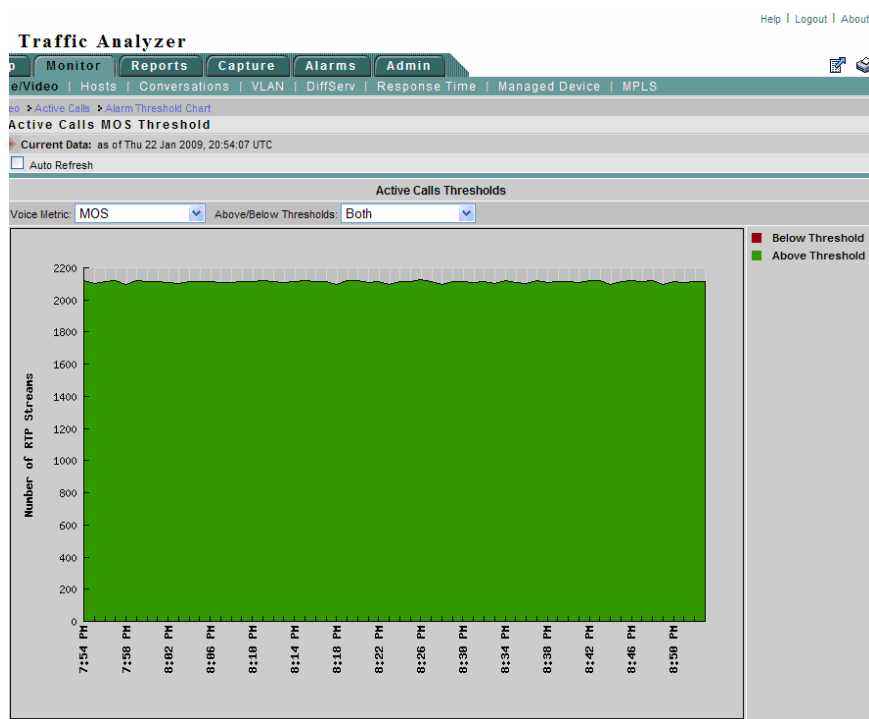 Help | Logout | About
Traffic Analyzer
p Monitor Reports Capture Alarms Admin
e/Video | Hosts | Conversations | VLAN | DiffServ | Response Time | Managed Device | MPLS
eo Active Calls Alarm Threshold Chart
Active Calls MOS Threshold
Current Data: as of Thu 22 Jan 2009, 20:54:07 UTC
Auto Refresh
Active Calls Thresholds
Voice Metric: MOS Above/Below Thresholds: Both
Below Threshold
Above Threshold
Number of RTP Streams
2200
2000
1800
1600
1400
1200
1000
800
600
400
200
0
7:54 PM
7:58 PM
8:02 PM
8:06 PM
8:10 PM
8:14 PM
8:18 PM
8:22 PM
8:26 PM
8:30 PM
8:34 PM
8:38 PM
8:42 PM
8:46 PM
8:50 PM